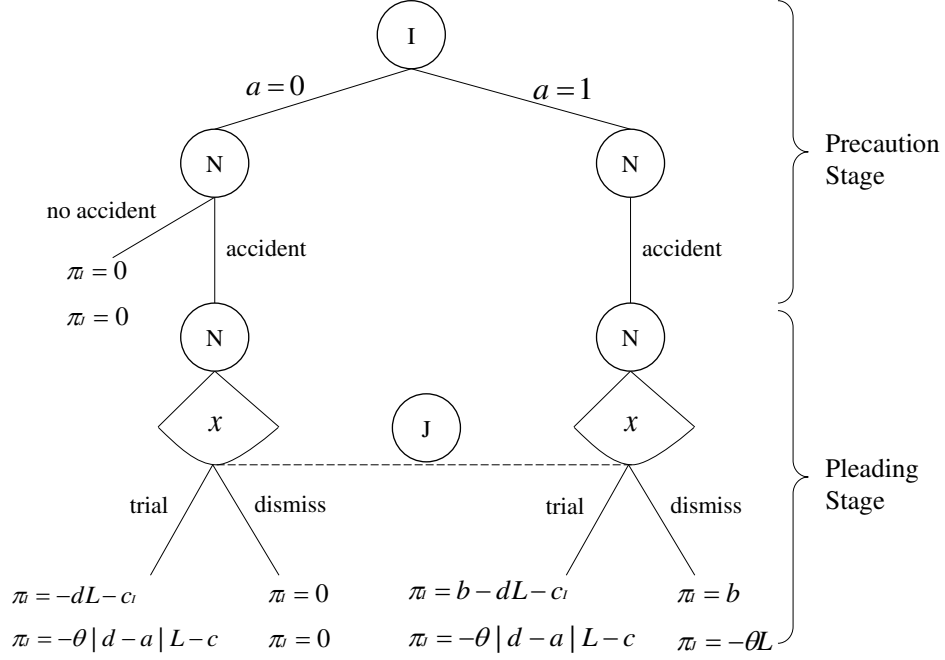 I
a = 0
a = 1
N
N
Precaution
Stage
no accident
accident
accident
π_I = 0
π_J = 0
N
N
x
J
x
Pleading
Stage
trial
dismiss
trial
dismiss
π_I = −dL − c_I
π_I = 0
π_I = b − dL − c_I
π_I = b
π_J = −θ | d − a | L − c
π_J = 0
π_J = −θ | d − a | L − c
π_J = −θL